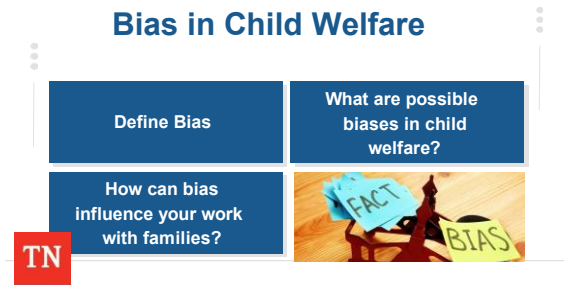 Bias in Child Welfare
Define Bias
What are possible
biases in child
welfare?
How can bias
influence your work
with families?
FACT
BIAS
TN